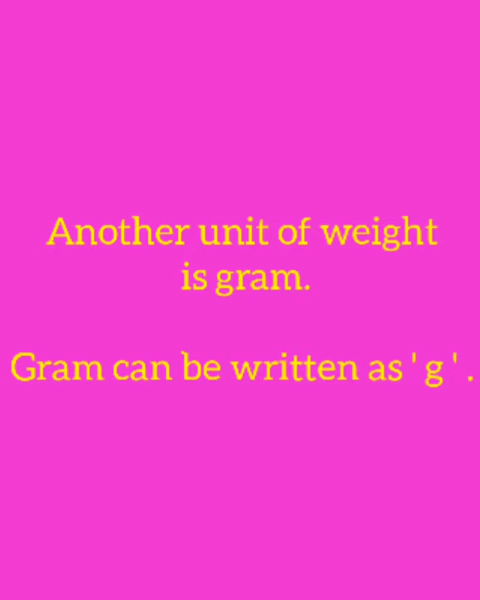 Another unit of weight
is gram.
Gram can be written as ' g ' .